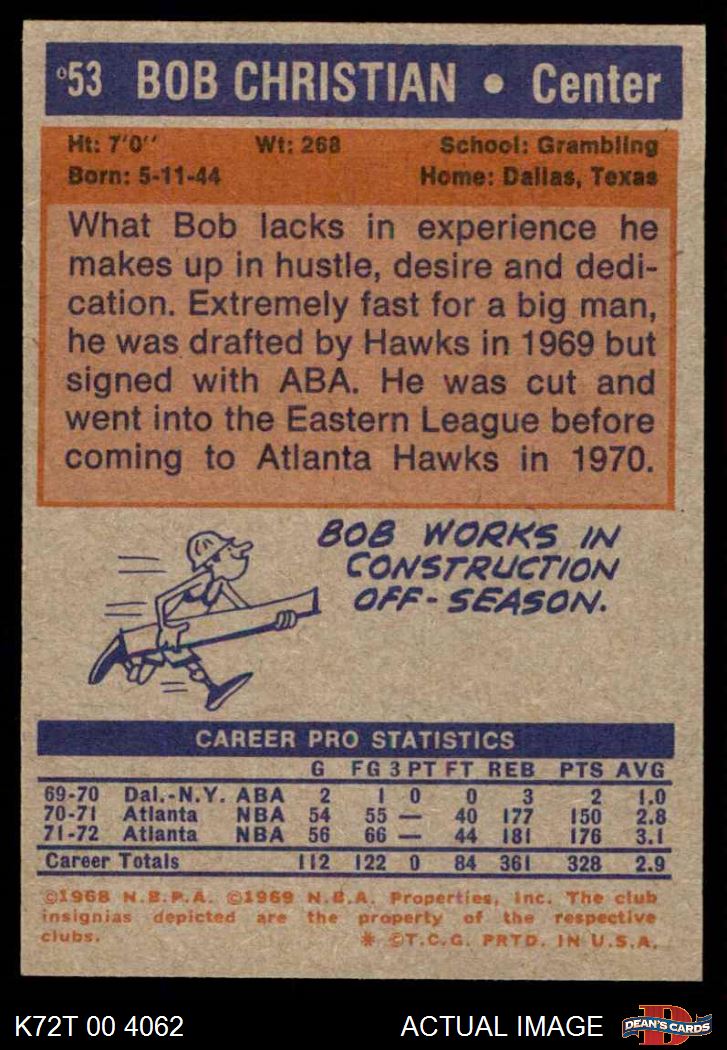 °53 BOB CHRISTIAN • Center
Ht: 7'0'' Wt: 268 School: Grambling
Born: 5-11-44 Home: Dallas, Texas
What Bob lacks in experience he
makes up in hustle, desire and dedi-
cation. Extremely fast for a big man,
he was drafted by Hawks in 1969 but
signed with ABA. He was cut and
went into the Eastern League before
coming to Atlanta Hawks in 1970.
BOB WORKS IN
CONSTRUCTION
OFF-SEASON.
CAREER PRO STATISTICS
G FG 3 PT FT REB PTS AVG
69-70 Dal.-N.Y. ABA 2 1 0 0 3 2 1.0
70-71 Atlanta NBA 54 55 — 40 177 150 2.8
71-72 Atlanta NBA 56 66 — 44 181 176 3.1
Career Totals 112 122 0 84 361 328 2.9
©1968 N.B.P.A. ©1969 N.B.A. Properties, Inc. The club
insignias depicted are the property of the respective
clubs. * ©T.C.G. PRTD. IN U.S.A.
K72T 00 4062 ACTUAL IMAGE D DEAN'S CARDS